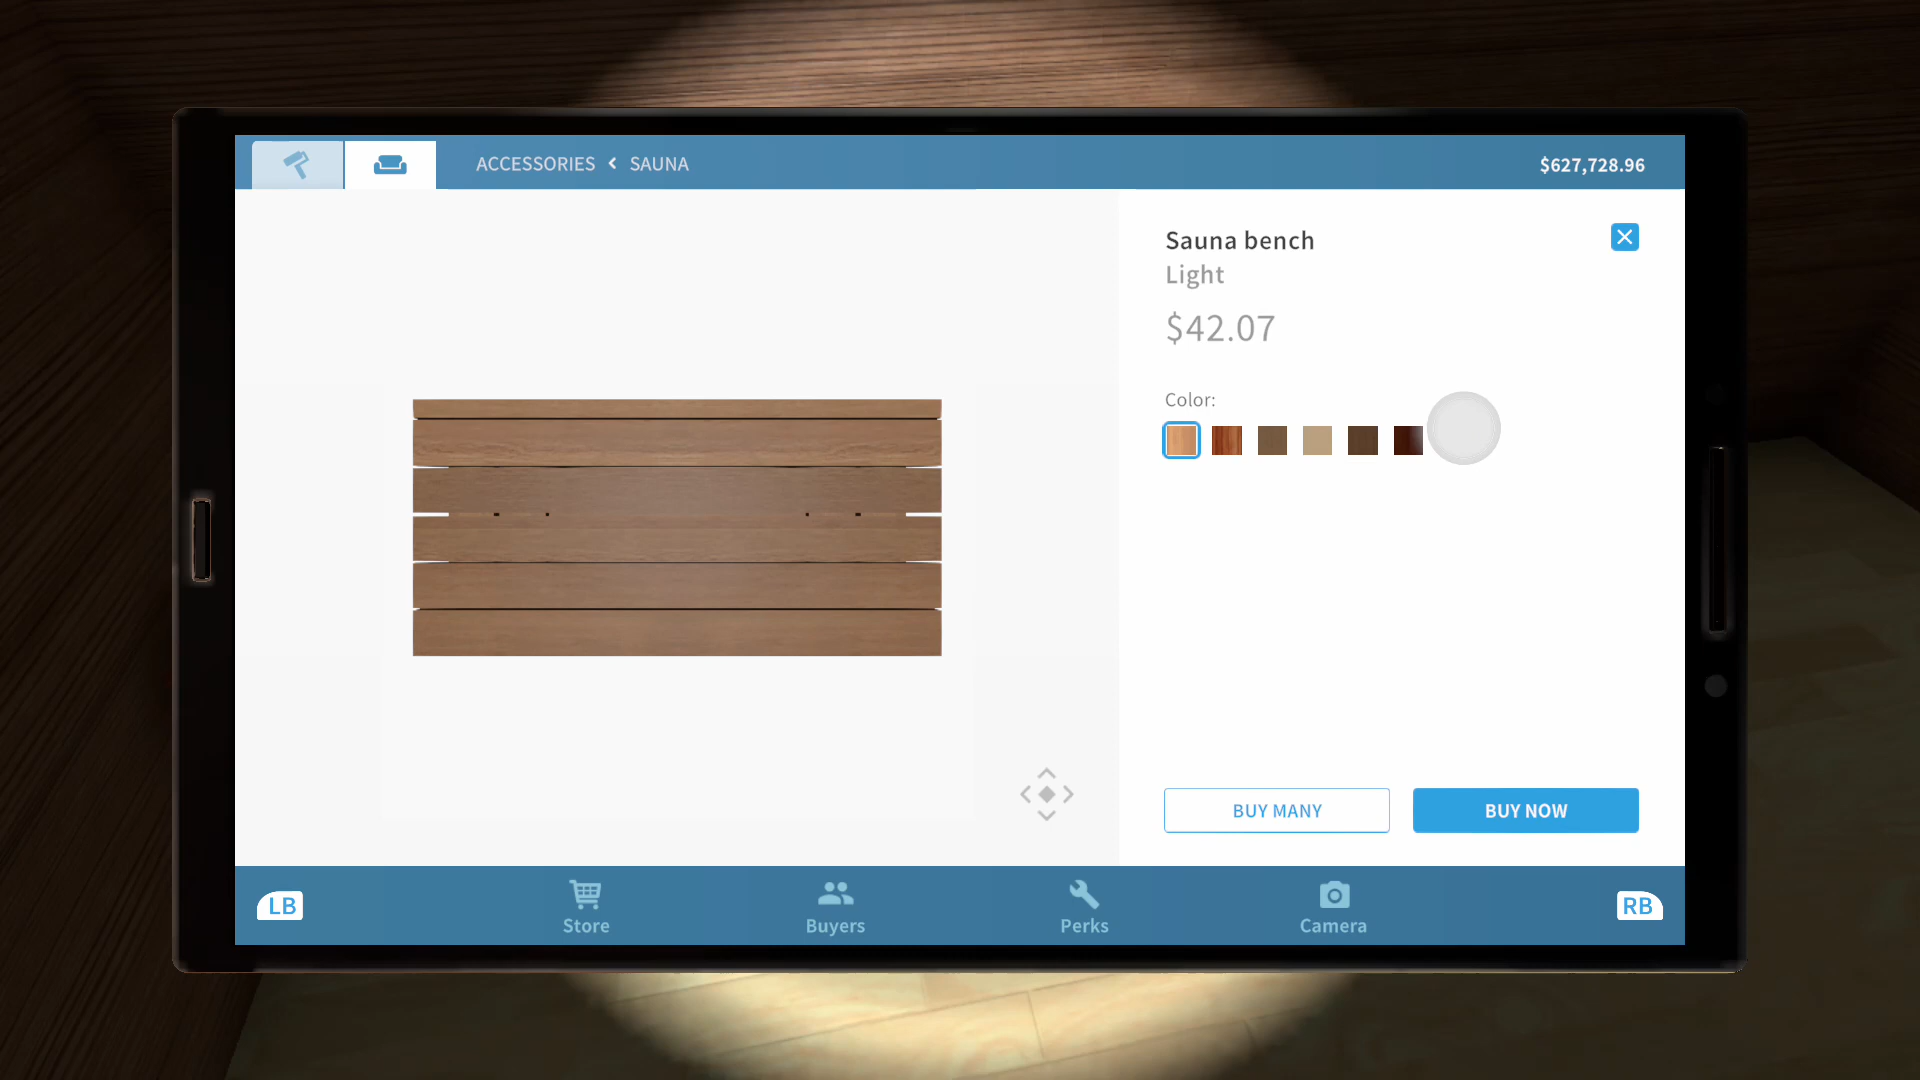 ACCESSORIES < SAUNA
$627,728.96
Sauna bench
Light
$42.07
Color:
BUY MANY
BUY NOW
LB
Store
Buyers
Perks
Camera
RB